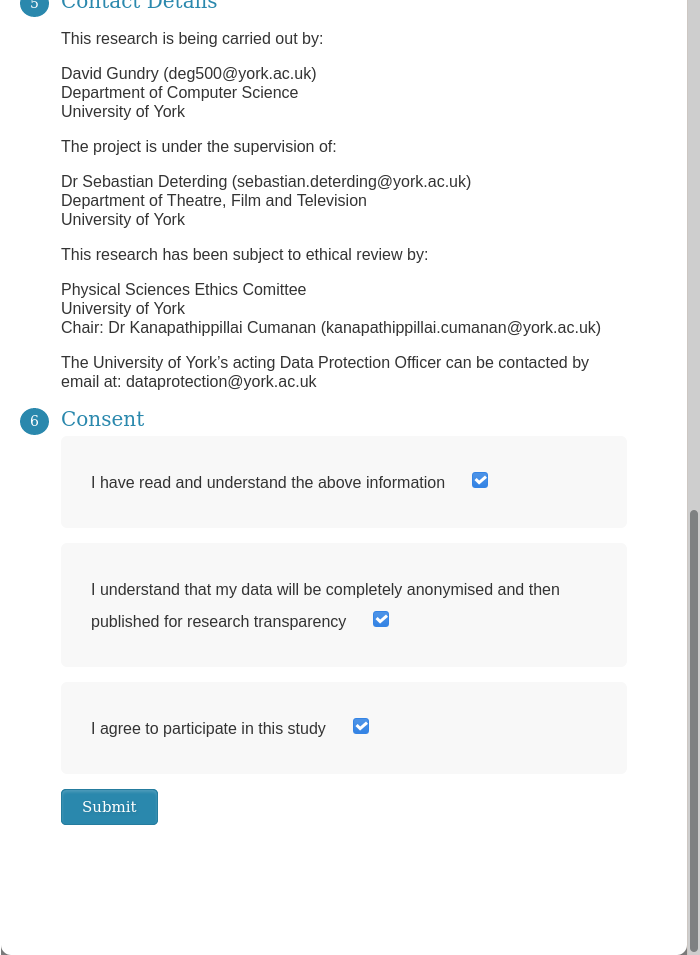 5 Contact Details
This research is being carried out by:
David Gundry (deg500@york.ac.uk)
Department of Computer Science
University of York
The project is under the supervision of:
Dr Sebastian Deterding (sebastian.deterding@york.ac.uk)
Department of Theatre, Film and Television
University of York
This research has been subject to ethical review by:
Physical Sciences Ethics Comittee
University of York
Chair: Dr Kanapathippillai Cumanan (kanapathippillai.cumanan@york.ac.uk)
The University of York’s acting Data Protection Officer can be contacted by
email at: dataprotection@york.ac.uk
6 Consent
I have read and understand the above information
I understand that my data will be completely anonymised and then
published for research transparency
I agree to participate in this study
Submit